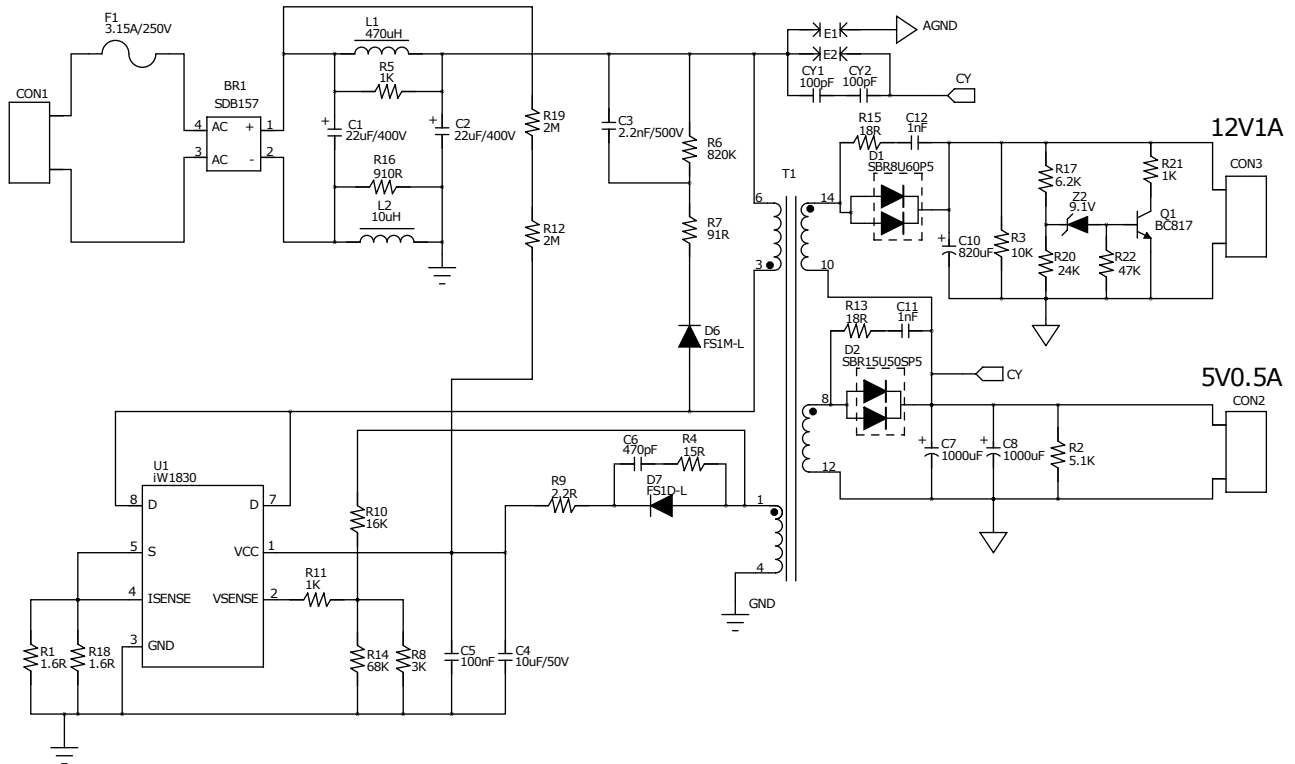 F1
3.15A/250V
CON1
BR1
SDB157
4 AC + 1
3 AC - 2
L1
470uH
R5
1K
+
C1
22uF/400V
+
C2
22uF/400V
R16
910R
L2
10uH
R19
2M
R12
2M
C3
2.2nF/500V
R6
820K
R7
91R
D6
FS1M-L
E1
AGND
E2
CY1
100pF
CY2
100pF
CY
T1
6
3
14
10
8
12
1
4
R15
18R
C12
1nF
D1
SBR8U60P5
+
C10
820uF
R3
10K
R17
6.2K
Z2
9.1V
R20
24K
R22
47K
R21
1K
Q1
BC817
12V1A
CON3
R13
18R
C11
1nF
D2
SBR15U50SP5
CY
5V0.5A
CON2
+
C7
1000uF
+
C8
1000uF
R2
5.1K
C6
470pF
R4
15R
R9
2.2R
D7
FS1D-L
GND
U1
iW1830
8 D
D 7
5 S
VCC 1
4 ISENSE
VSENSE 2
3 GND
R10
16K
R11
1K
R1
1.6R
R18
1.6R
R14
68K
R8
3K
C5
100nF
C4
10uF/50V